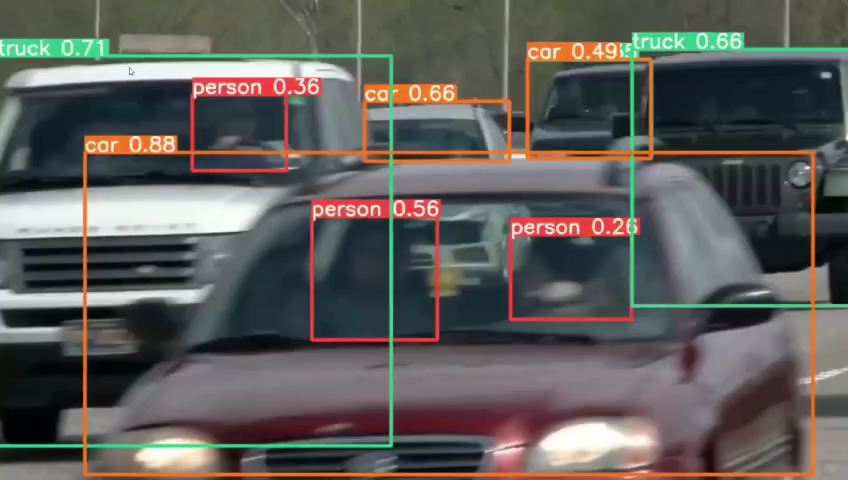 truck 0.71
person 0.36
car 0.66
car 0.49
truck 0.66
car 0.88
person 0.56
person 0.26